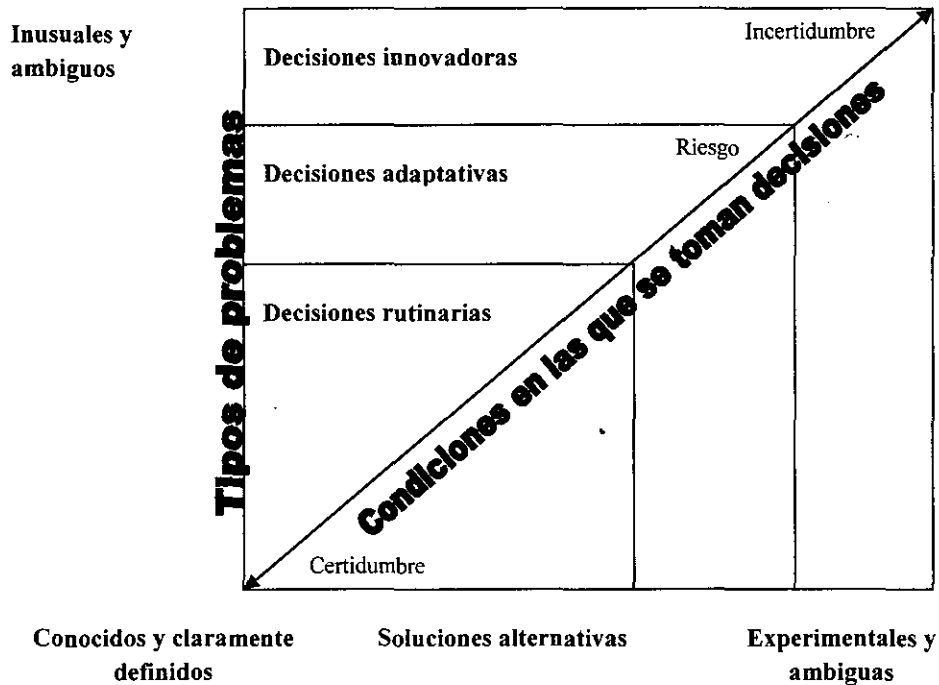 Inusuales y
ambiguos
Decisiones innovadoras
Incertidumbre
Riesgo
Decisiones adaptativas
Tipos de problemas
Decisiones rutinarias
Condiciones en las que se toman decisiones
Certidumbre
Conocidos y claramente
definidos
Soluciones alternativas
Experimentales y
ambiguas